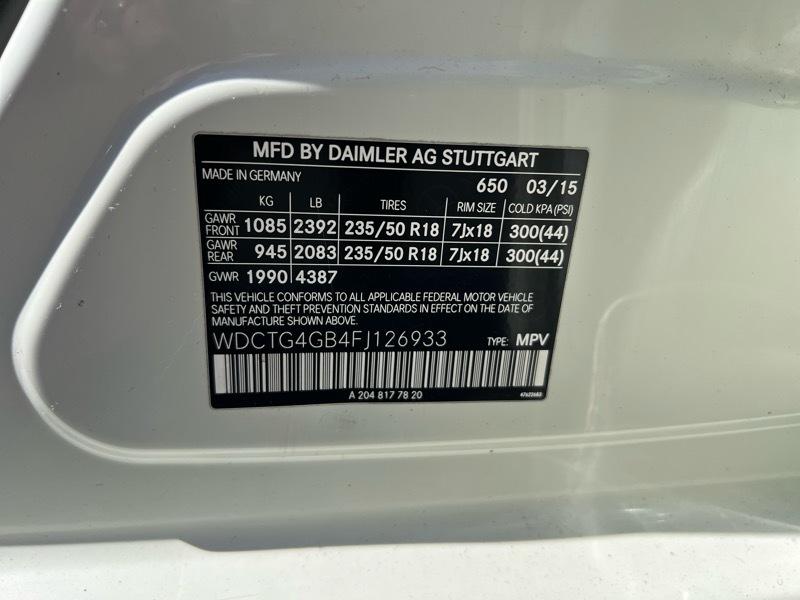 MFD BY DAIMLER AG STUTTGART
MADE IN GERMANY 650 03/15
KG LB TIRES RIM SIZE COLD KPA (PSI)
GAWR FRONT 1085 2392 235/50 R18 7Jx18 300(44)
GAWR REAR 945 2083 235/50 R18 7Jx18 300(44)
GVWR 1990 4387
THIS VEHICLE CONFORMS TO ALL APPLICABLE FEDERAL MOTOR VEHICLE
SAFETY AND THEFT PREVENTION STANDARDS IN EFFECT ON THE DATE OF
MANUFACTURE SHOWN ABOVE.
WDCTG4GB4FJ126933 TYPE: MPV
A 204 817 78 20